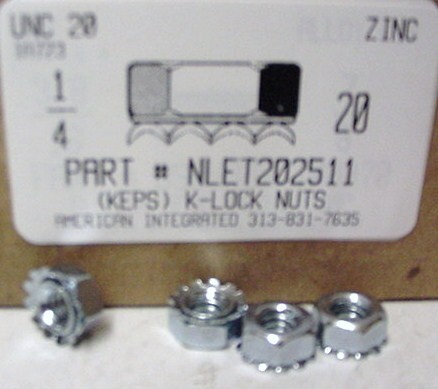 UNC 20 ZINC
1/4 20
PART # NLET202511
(KEPS) K-LOCK NUTS
AMERICAN INTEGRATED 313-831-7635